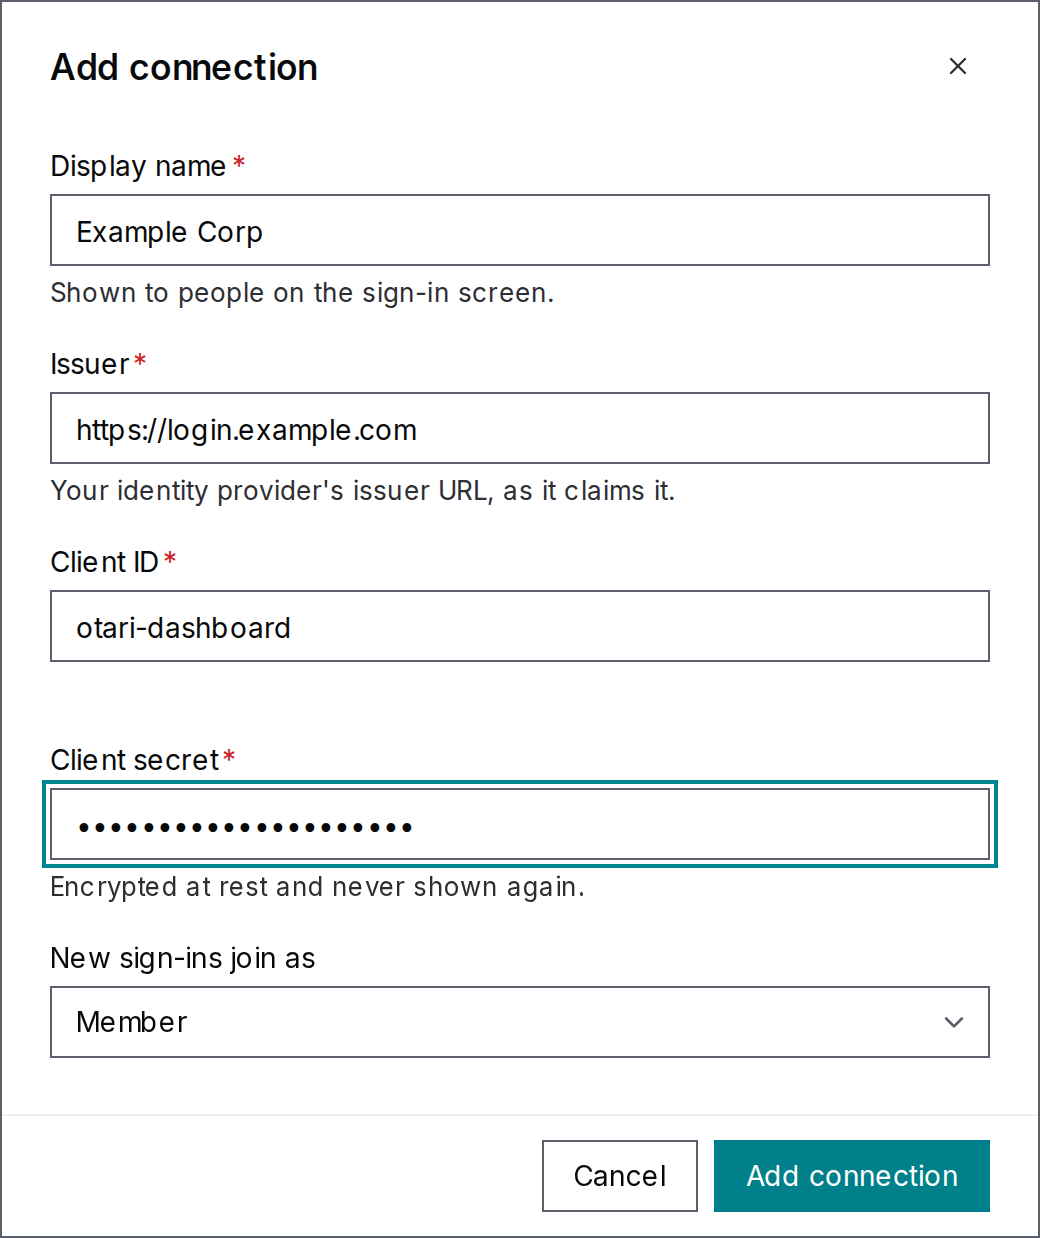 Add connection
Display name *
Example Corp
Shown to people on the sign-in screen.
Issuer *
https://login.example.com
Your identity provider's issuer URL, as it claims it.
Client ID *
otari-dashboard
Client secret *
•••••••••••••••••••••
Encrypted at rest and never shown again.
New sign-ins join as
Member
Cancel
Add connection